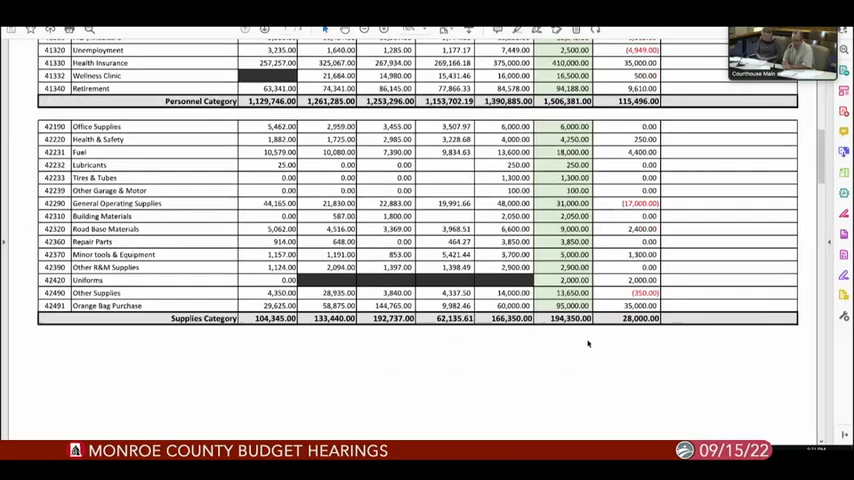 41320 Unemployment 3,235.00 1,640.00 1,285.00 1,177.17 7,449.00 2,500.00 (4,949.00)
41330 Health Insurance 257,257.00 325,067.00 267,934.00 269,166.18 375,000.00 410,000.00 35,000.00
41332 Wellness Clinic 21,684.00 14,980.00 15,431.46 16,000.00 16,500.00 500.00
41340 Retirement 63,341.00 74,341.00 86,145.00 77,866.33 84,578.00 94,188.00 9,610.00
Personnel Category 1,129,746.00 1,261,285.00 1,253,296.00 1,153,702.19 1,390,885.00 1,506,381.00 115,496.00
42190 Office Supplies 5,462.00 2,959.00 3,455.00 3,507.97 6,000.00 6,000.00 0.00
42220 Health & Safety 1,882.00 1,725.00 2,985.00 3,228.68 4,000.00 4,250.00 250.00
42231 Fuel 10,579.00 10,080.00 7,390.00 9,834.63 13,600.00 18,000.00 4,400.00
42232 Lubricants 25.00 0.00 0.00 250.00 250.00 0.00
42233 Tires & Tubes 0.00 0.00 0.00 1,300.00 1,300.00 0.00
42239 Other Garage & Motor 0.00 0.00 0.00 100.00 100.00 0.00
42290 General Operating Supplies 44,165.00 21,830.00 22,883.00 19,991.66 48,000.00 31,000.00 (17,000.00)
42310 Building Materials 0.00 587.00 1,800.00 2,050.00 2,050.00 0.00
42320 Road Base Materials 5,062.00 4,516.00 3,369.00 3,968.51 6,600.00 9,000.00 2,400.00
42360 Repair Parts 914.00 648.00 0.00 464.27 3,850.00 3,850.00 0.00
42370 Minor tools & Equipment 1,157.00 1,191.00 853.00 5,421.44 3,700.00 5,000.00 1,300.00
42390 Other R&M Supplies 1,124.00 2,094.00 1,397.00 1,398.49 2,900.00 2,900.00 0.00
42420 Uniforms 0.00 2,000.00 2,000.00
42490 Other Supplies 4,350.00 28,935.00 3,840.00 4,337.50 14,000.00 13,650.00 (350.00)
42491 Orange Bag Purchase 29,625.00 58,875.00 144,765.00 9,982.46 60,000.00 95,000.00 35,000.00
Supplies Category 104,345.00 133,440.00 192,737.00 62,135.61 166,350.00 194,350.00 28,000.00
Courthouse Main
MONROE COUNTY BUDGET HEARINGS
09/15/22